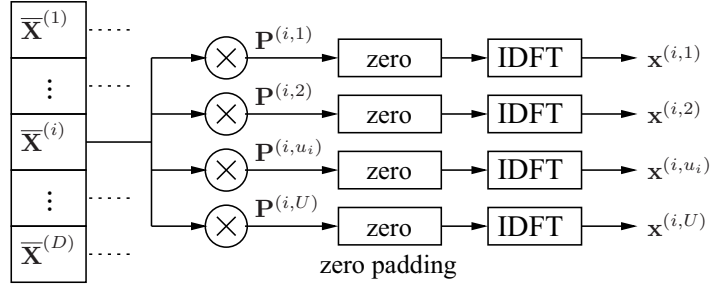 X̅^(1) ......
P^(i,1)
zero IDFT x^(i,1)
⋮ ......
P^(i,2)
zero IDFT x^(i,2)
X̅^(i)
P^(i,u_i)
zero IDFT x^(i,u_i)
⋮ ......
P^(i,U)
zero IDFT x^(i,U)
X̅^(D) ......
zero padding